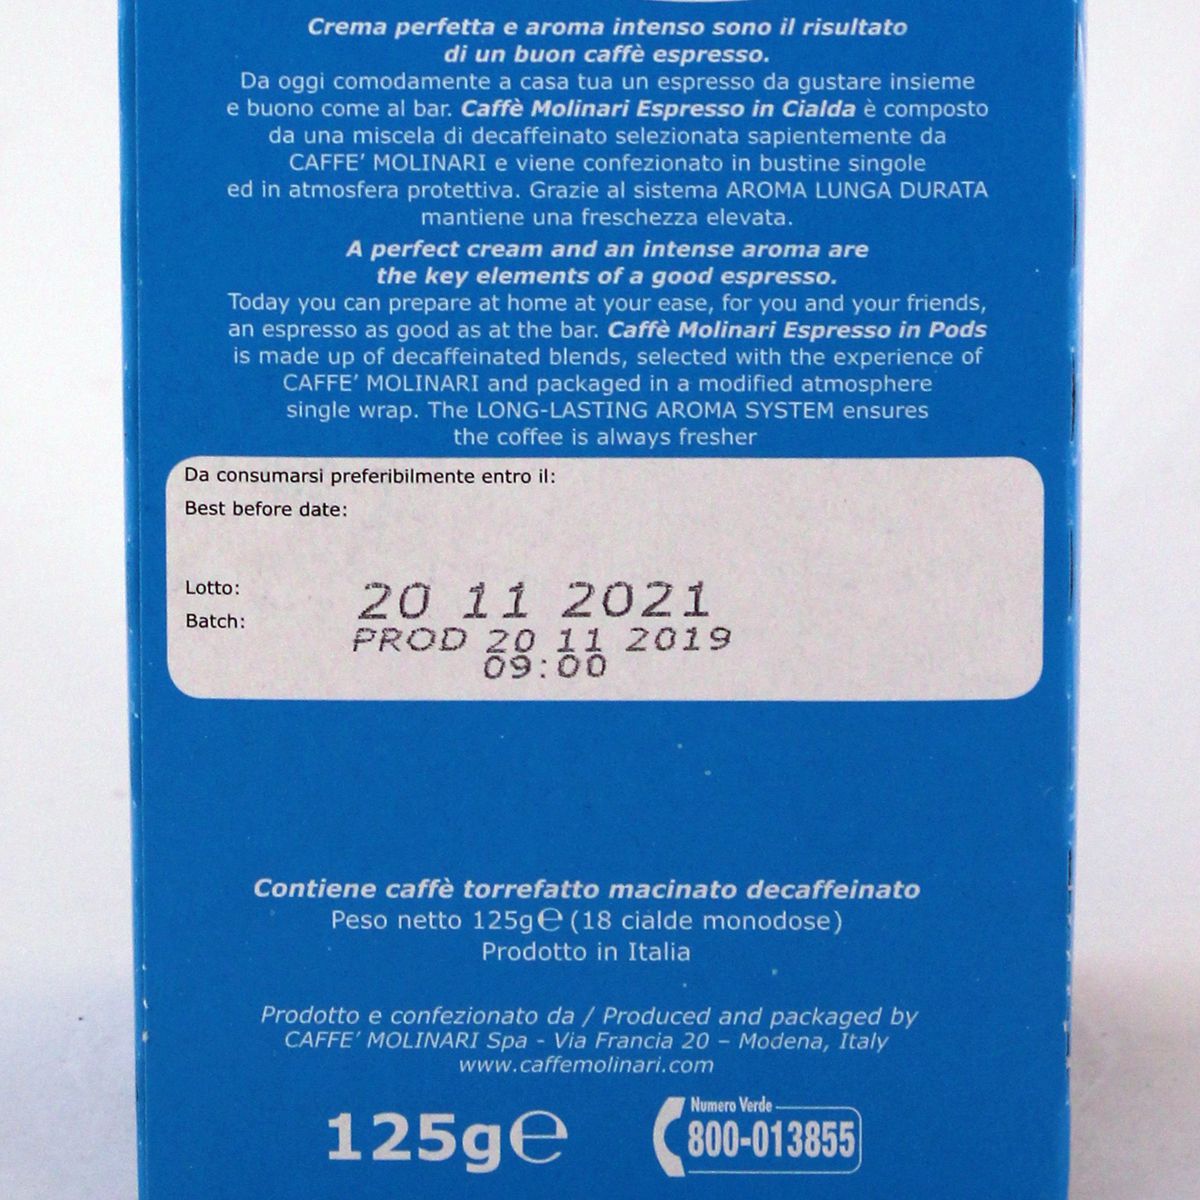 Crema perfetta e aroma intenso sono il risultato
di un buon caffè espresso.
Da oggi comodamente a casa tua un espresso da gustare insieme
e buono come al bar. Caffè Molinari Espresso in Cialda è composto
da una miscela di decaffeinato selezionata sapientemente da
CAFFE' MOLINARI e viene confezionato in bustine singole
ed in atmosfera protettiva. Grazie al sistema AROMA LUNGA DURATA
mantiene una freschezza elevata.
A perfect cream and an intense aroma are
the key elements of a good espresso.
Today you can prepare at home at your ease, for you and your friends,
an espresso as good as at the bar. Caffè Molinari Espresso in Pods
is made up of decaffeinated blends, selected with the experience of
CAFFE' MOLINARI and packaged in a modified atmosphere
single wrap. The LONG-LASTING AROMA SYSTEM ensures
the coffee is always fresher
Da consumarsi preferibilmente entro il:
Best before date:
Lotto:
Batch:
20 11 2021
PROD 20 11 2019
09:00
Contiene caffè torrefatto macinato decaffeinato
Peso netto 125g℮ (18 cialde monodose)
Prodotto in Italia
Prodotto e confezionato da / Produced and packaged by
CAFFE' MOLINARI Spa - Via Francia 20 – Modena, Italy
www.caffemolinari.com
125g℮
Numero Verde
800-013855